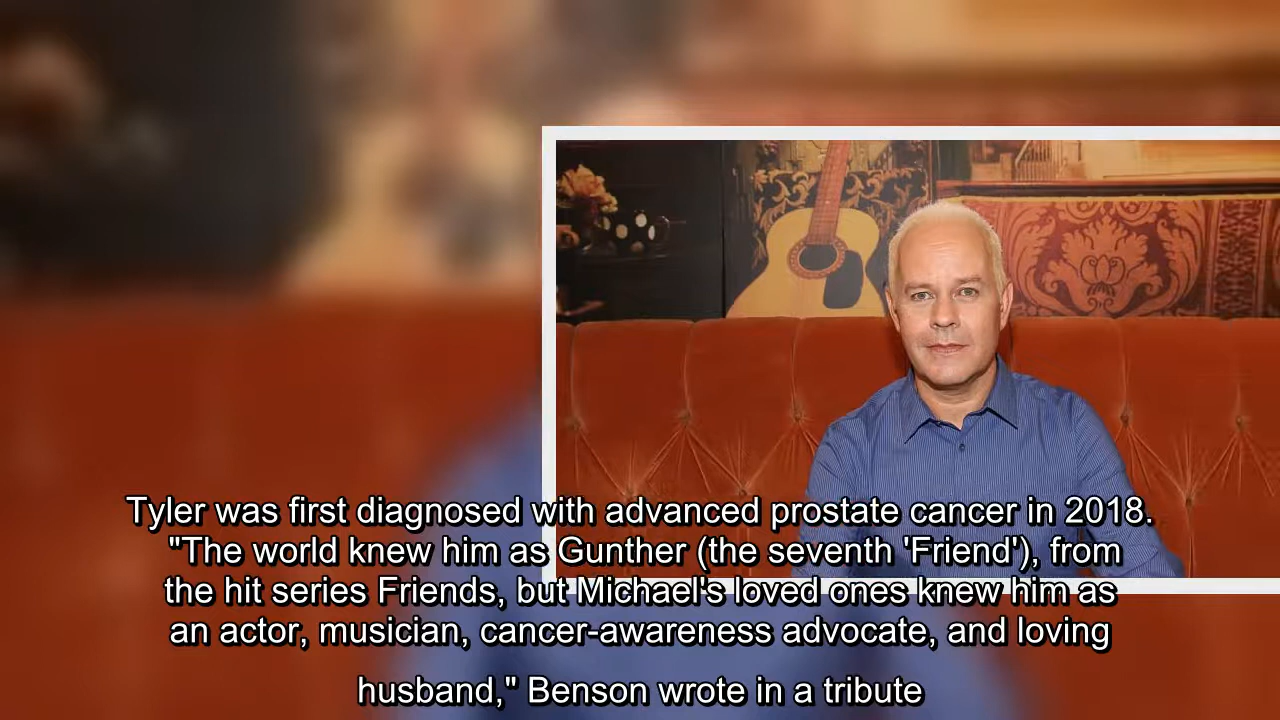 Tyler was first diagnosed with advanced prostate cancer in 2018.
"The world knew him as Gunther (the seventh 'Friend'), from
the hit series Friends, but Michael's loved ones knew him as
an actor, musician, cancer-awareness advocate, and loving
husband," Benson wrote in a tribute